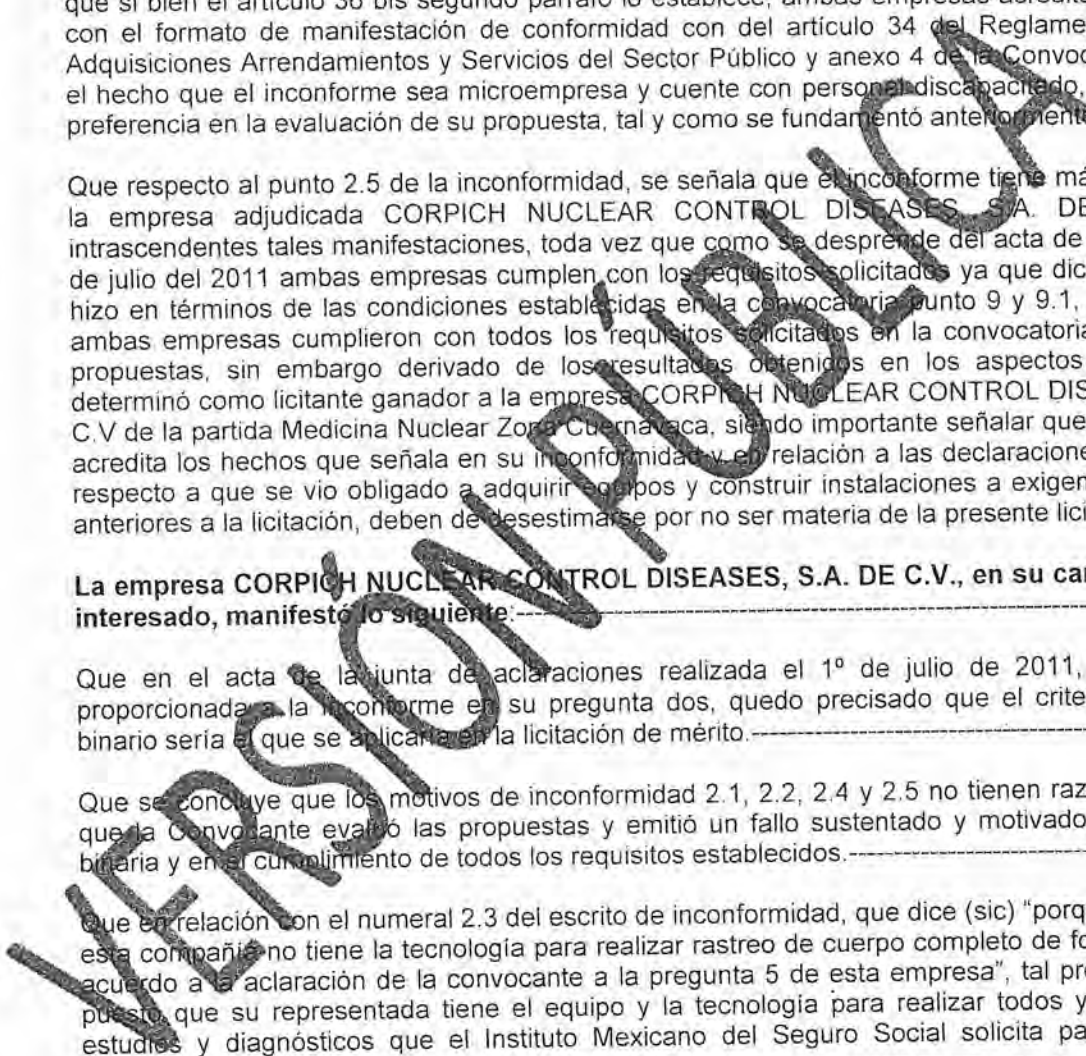 que si bien el artículo 36 bis segundo párrafo lo establece, ambas empresas
con el formato de manifestación de conformidad con del artículo 34 del
Adquisiciones Arrendamientos y Servicios del Sector Público y anexo 4 de la
el hecho que el inconforme sea microempresa y cuente con personal discapacitado,
preferencia en la evaluación de su propuesta, tal y como se fundamentó anteriormente
Que respecto al punto 2.5 de la inconformidad, se señala que el inconforme tiene
la empresa adjudicada CORPICH NUCLEAR CONTROL DISEASES, S.A. DE
intrascendentes tales manifestaciones, toda vez que como se desprende del acta de
de julio del 2011 ambas empresas cumplen con los requisitos solicitados ya que
hizo en términos de las condiciones establecidas en la convocatoria punto 9 y 9.1,
ambas empresas cumplieron con todos los requisitos solicitados en la convocatoria
propuestas, sin embargo derivado de los resultados obtenidos en los aspectos
determinó como licitante ganador a la empresa CORPICH NUCLEAR CONTROL DIS
C.V de la partida Medicina Nuclear Zona Cuernavaca, siendo importante señalar que
acredita los hechos que señala en su inconformidad y en relación a las declaracione
respecto a que se vio obligado a adquirir equipos y construir instalaciones a exigen
anteriores a la licitación, deben de desestimarse por no ser materia de la presente lici
La empresa CORPICH NUCLEAR CONTROL DISEASES, S.A. DE C.V., en su
interesado, manifestó lo siguiente:---
Que en el acta de la junta de aclaraciones realizada el 1º de julio de 2011,
proporcionada a la inconforme en su pregunta dos, quedo precisado que el crite
binario sería el que se aplicaría en la licitación de mérito.---
Que se concluye que los motivos de inconformidad 2.1, 2.2, 2.4 y 2.5 no tienen raz
que la Convocante evaluó las propuestas y emitió un fallo sustentado y motivado
binaria y en el cumplimiento de todos los requisitos establecidos.---
Que en relación con el numeral 2.3 del escrito de inconformidad, que dice (sic) "porq
esta compañía no tiene la tecnología para realizar rastreo de cuerpo completo de fo
acuerdo a la aclaración de la convocante a la pregunta 5 de esta empresa", tal pr
puesto que su representada tiene el equipo y la tecnología para realizar todos y
estudios y diagnósticos que el Instituto Mexicano del Seguro Social solicita pa
VERSIÓN PÚBLICA